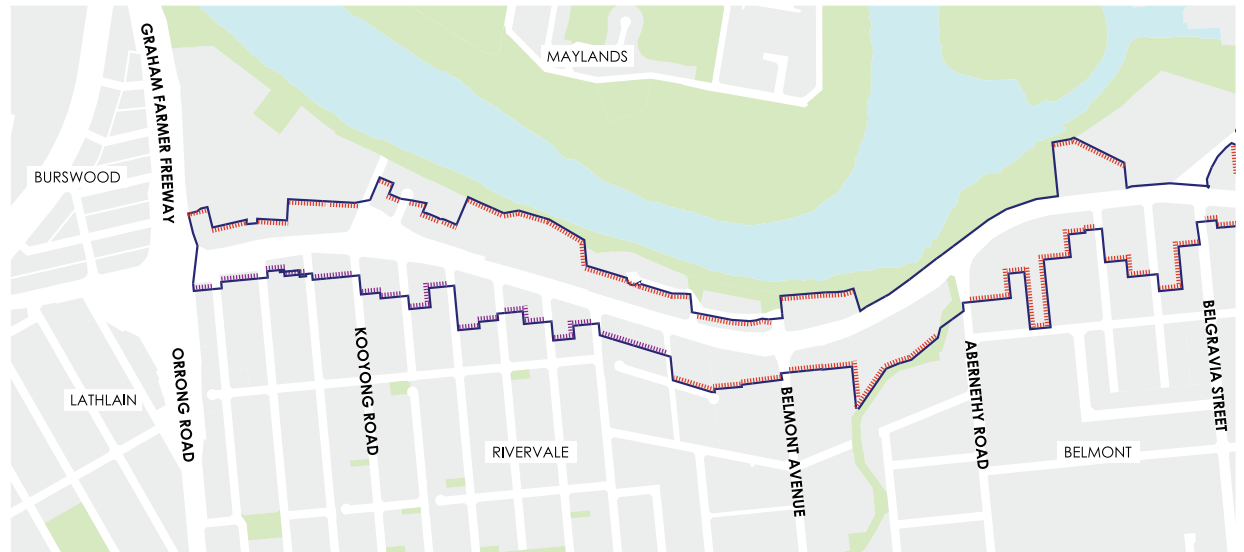 MAYLANDS
GRAHAM FARMER FREEWAY
BURSWOOD
ORRONG ROAD
KOOYONG ROAD
BELGRAVIA STREET
ABERNETHY ROAD
BELMONT AVENUE
LATHLAIN
RIVERVALE
BELMONT